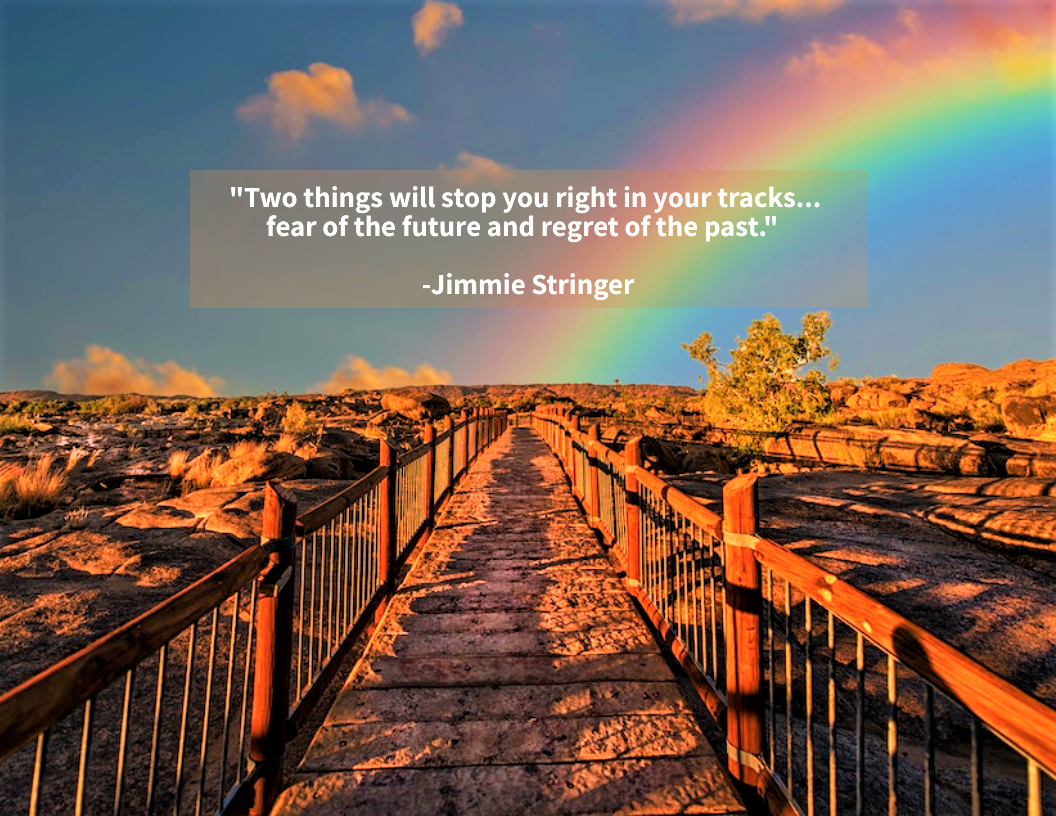 "Two things will stop you right in your tracks...
fear of the future and regret of the past."
-Jimmie Stringer